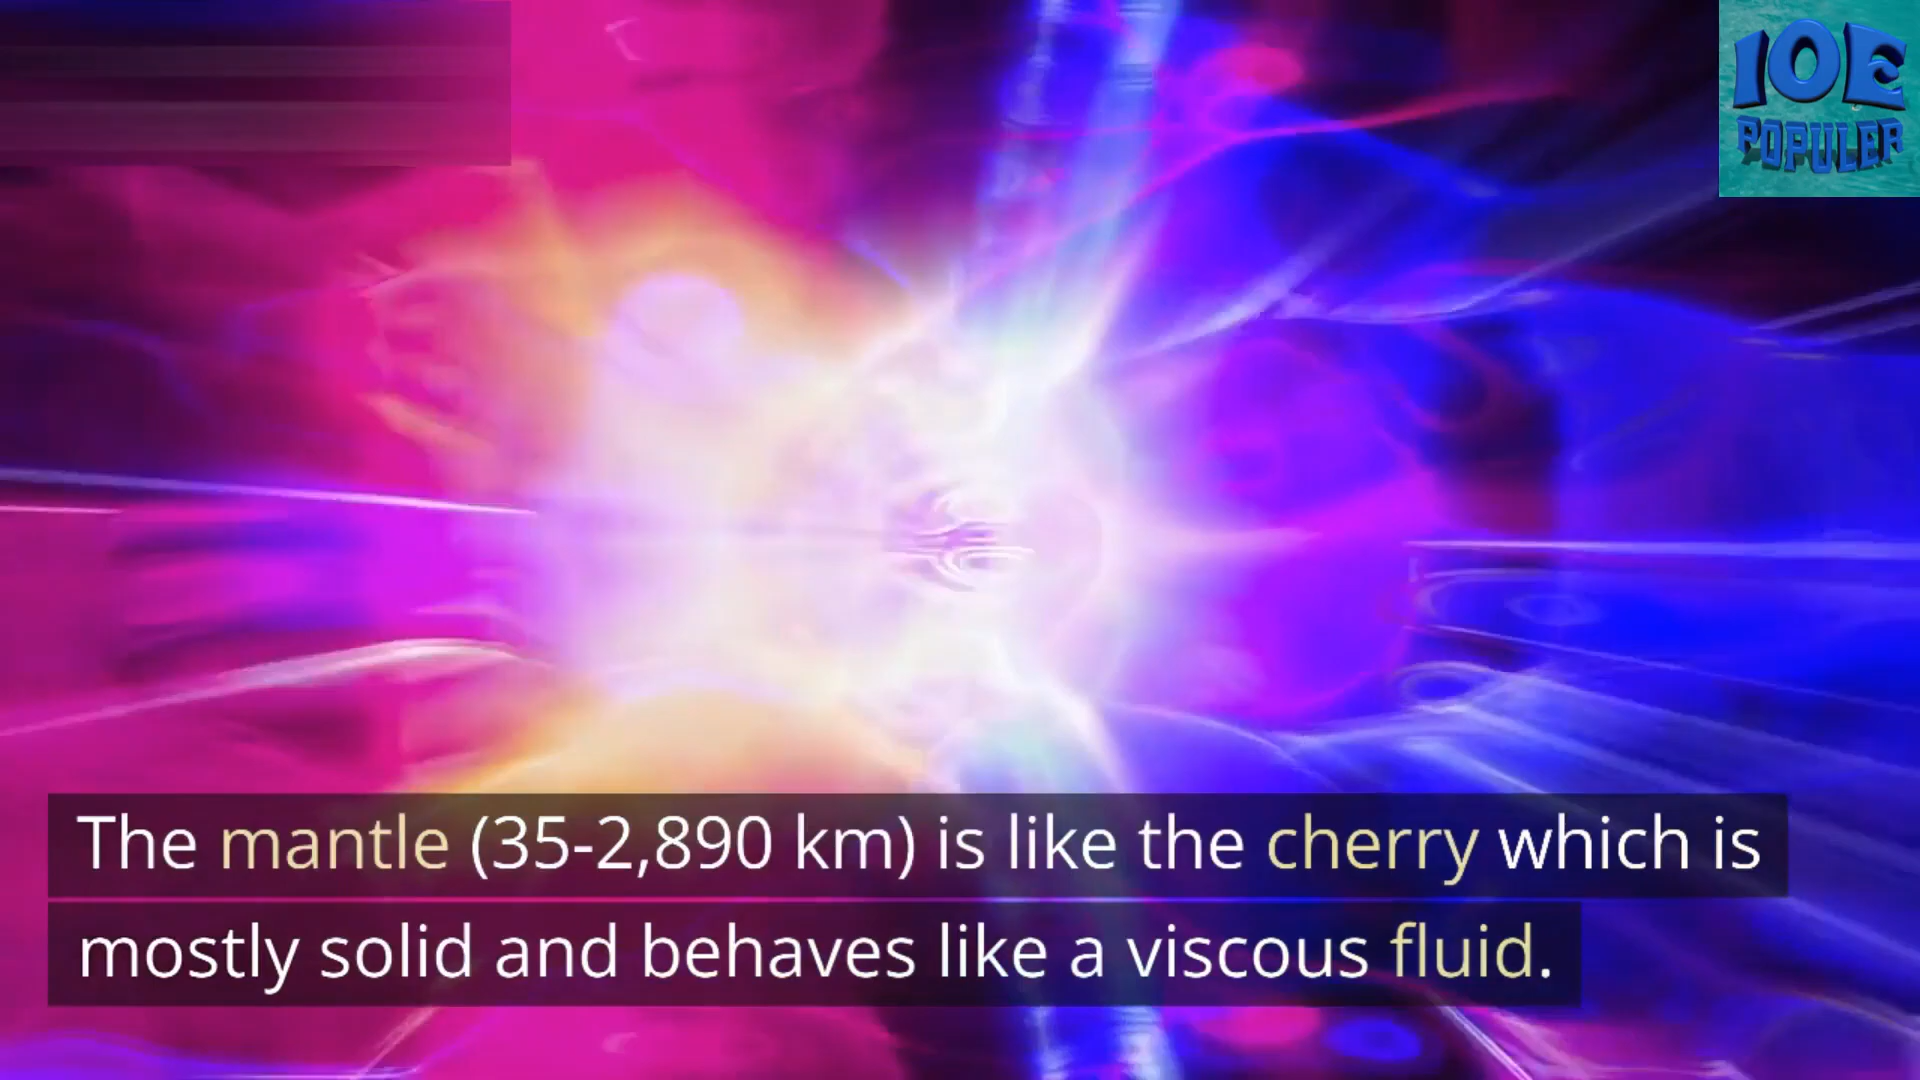 IOE
POPULER
The mantle (35-2,890 km) is like the cherry which is
mostly solid and behaves like a viscous fluid.